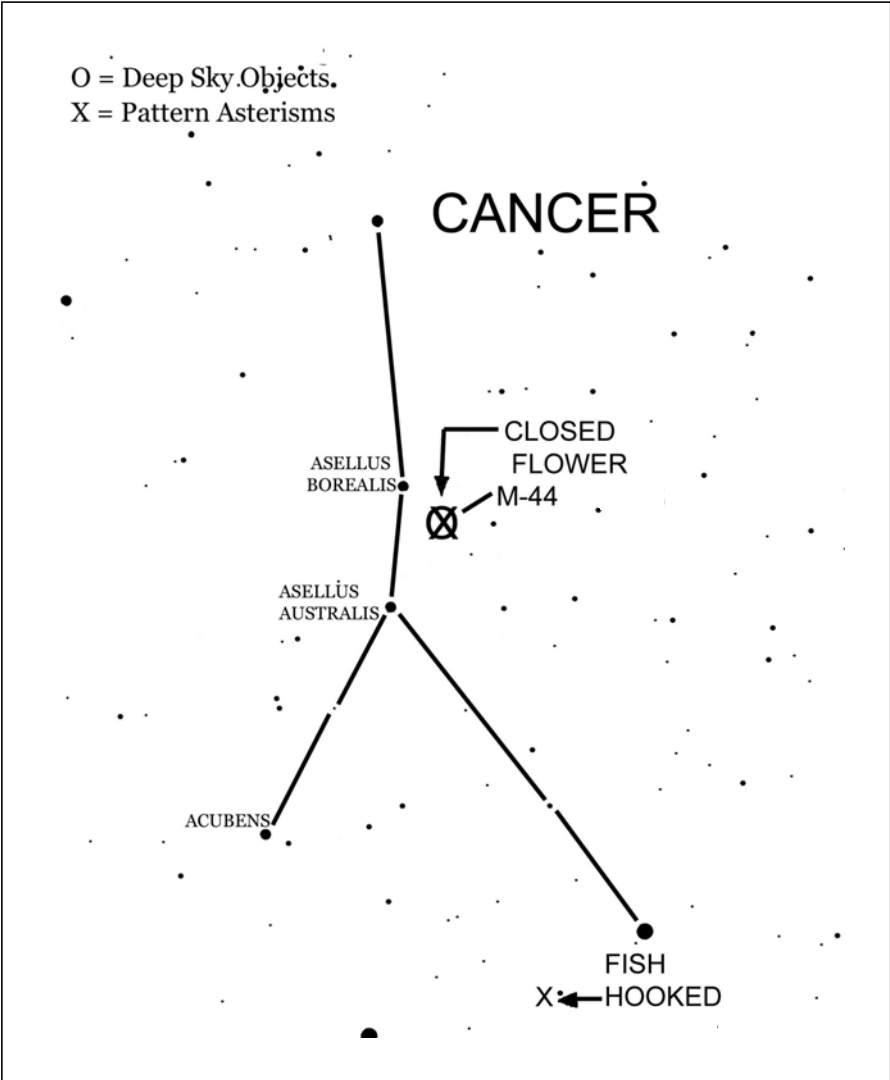 O = Deep Sky Objects.
X = Pattern Asterisms
CANCER
CLOSED
FLOWER
M-44
ASELLUS
BOREALIS
X
ASELLUS
AUSTRALIS
ACUBENS
FISH
X HOOKED